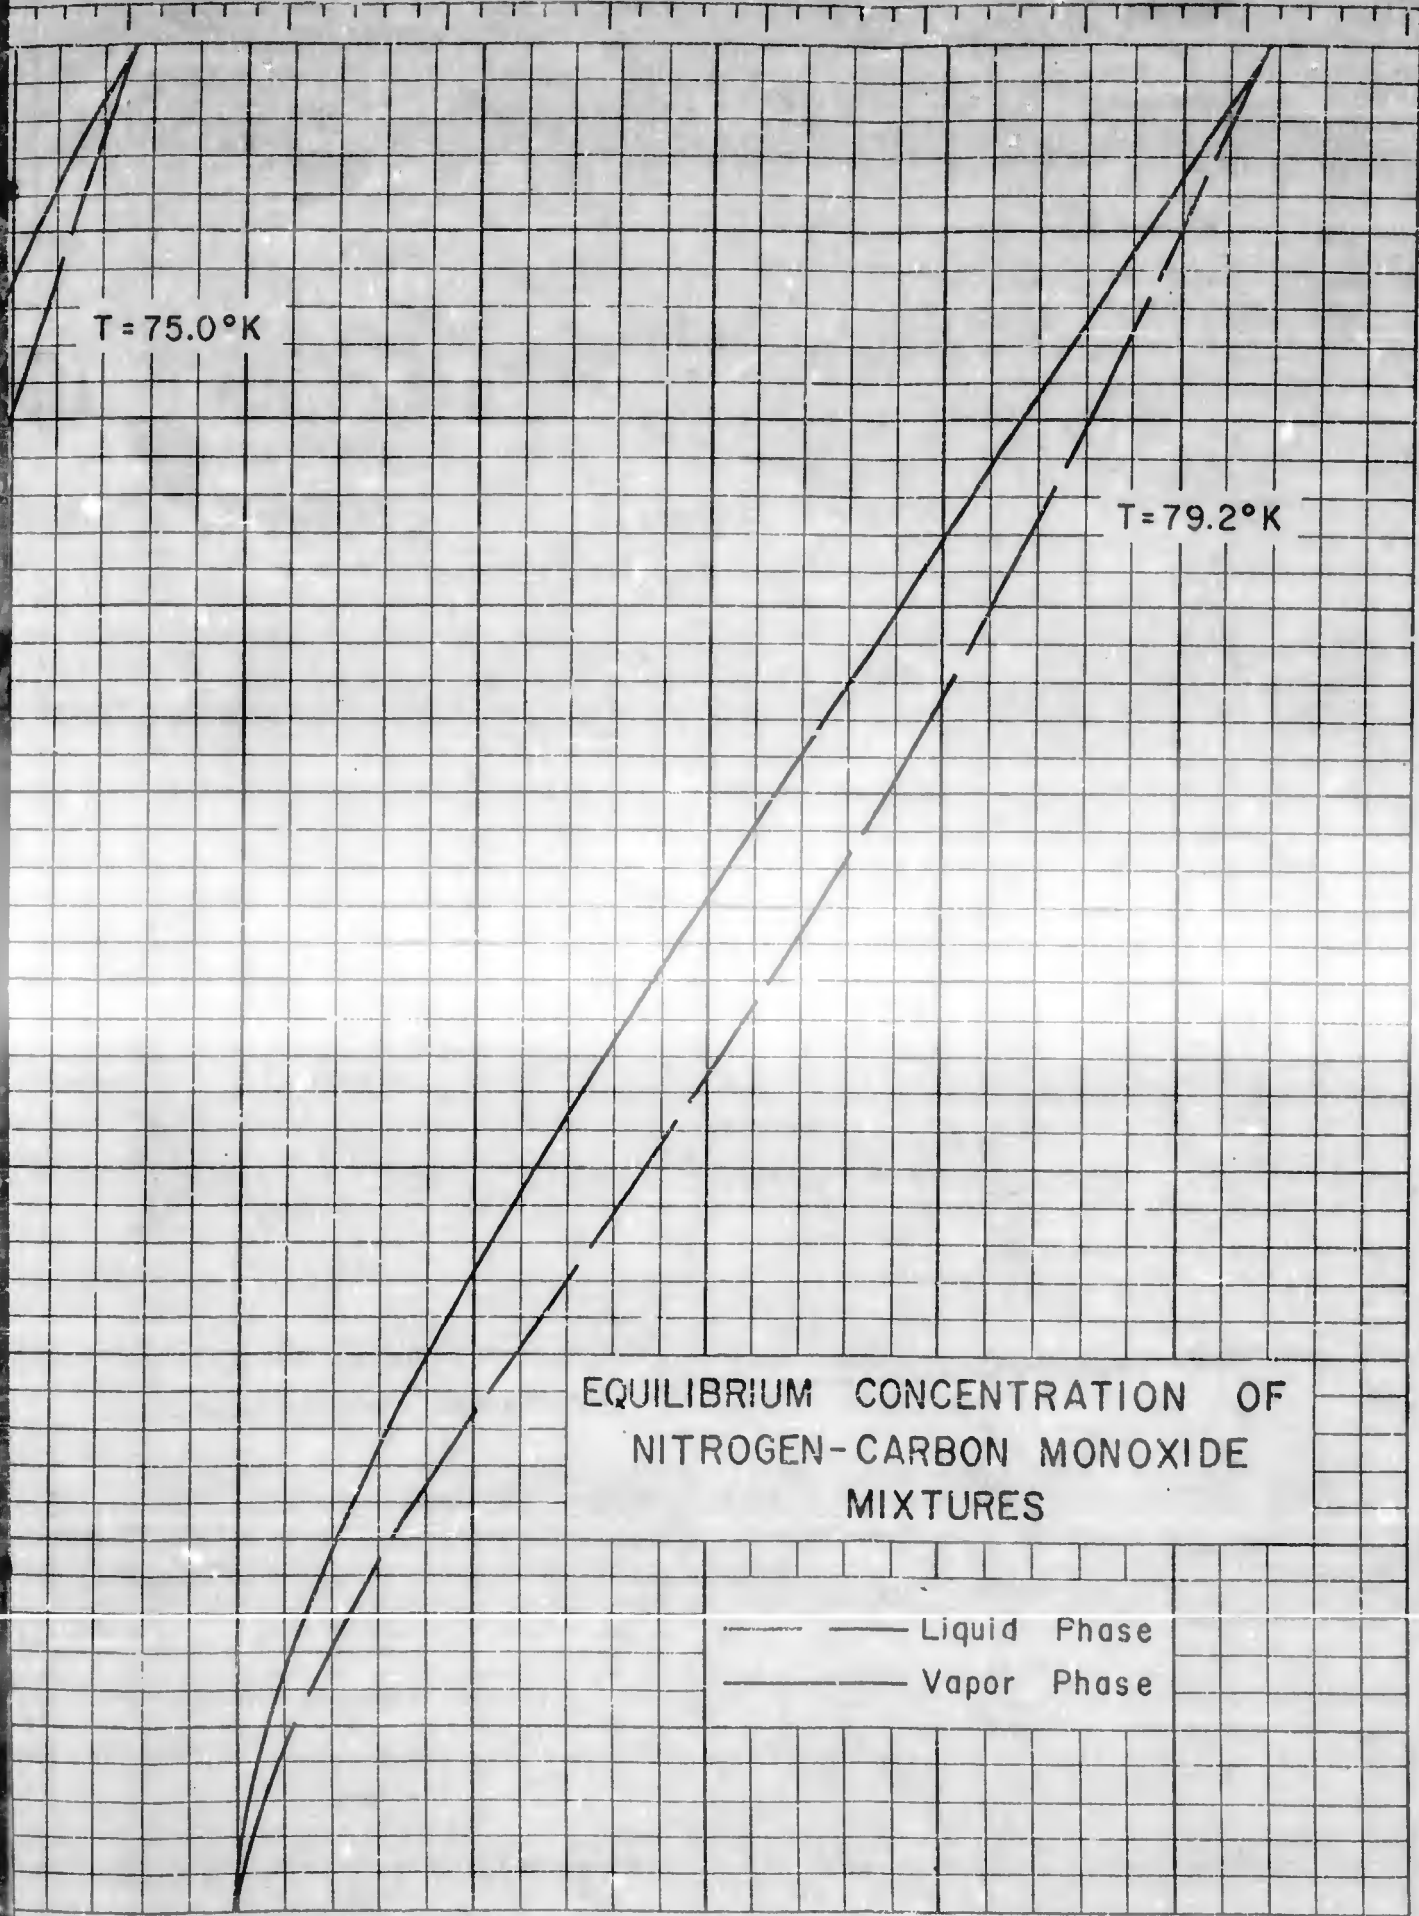 T=75.0°K
T=79.2°K
EQUILIBRIUM CONCENTRATION OF
NITROGEN-CARBON MONOXIDE
MIXTURES
Liquid Phase
Vapor Phase